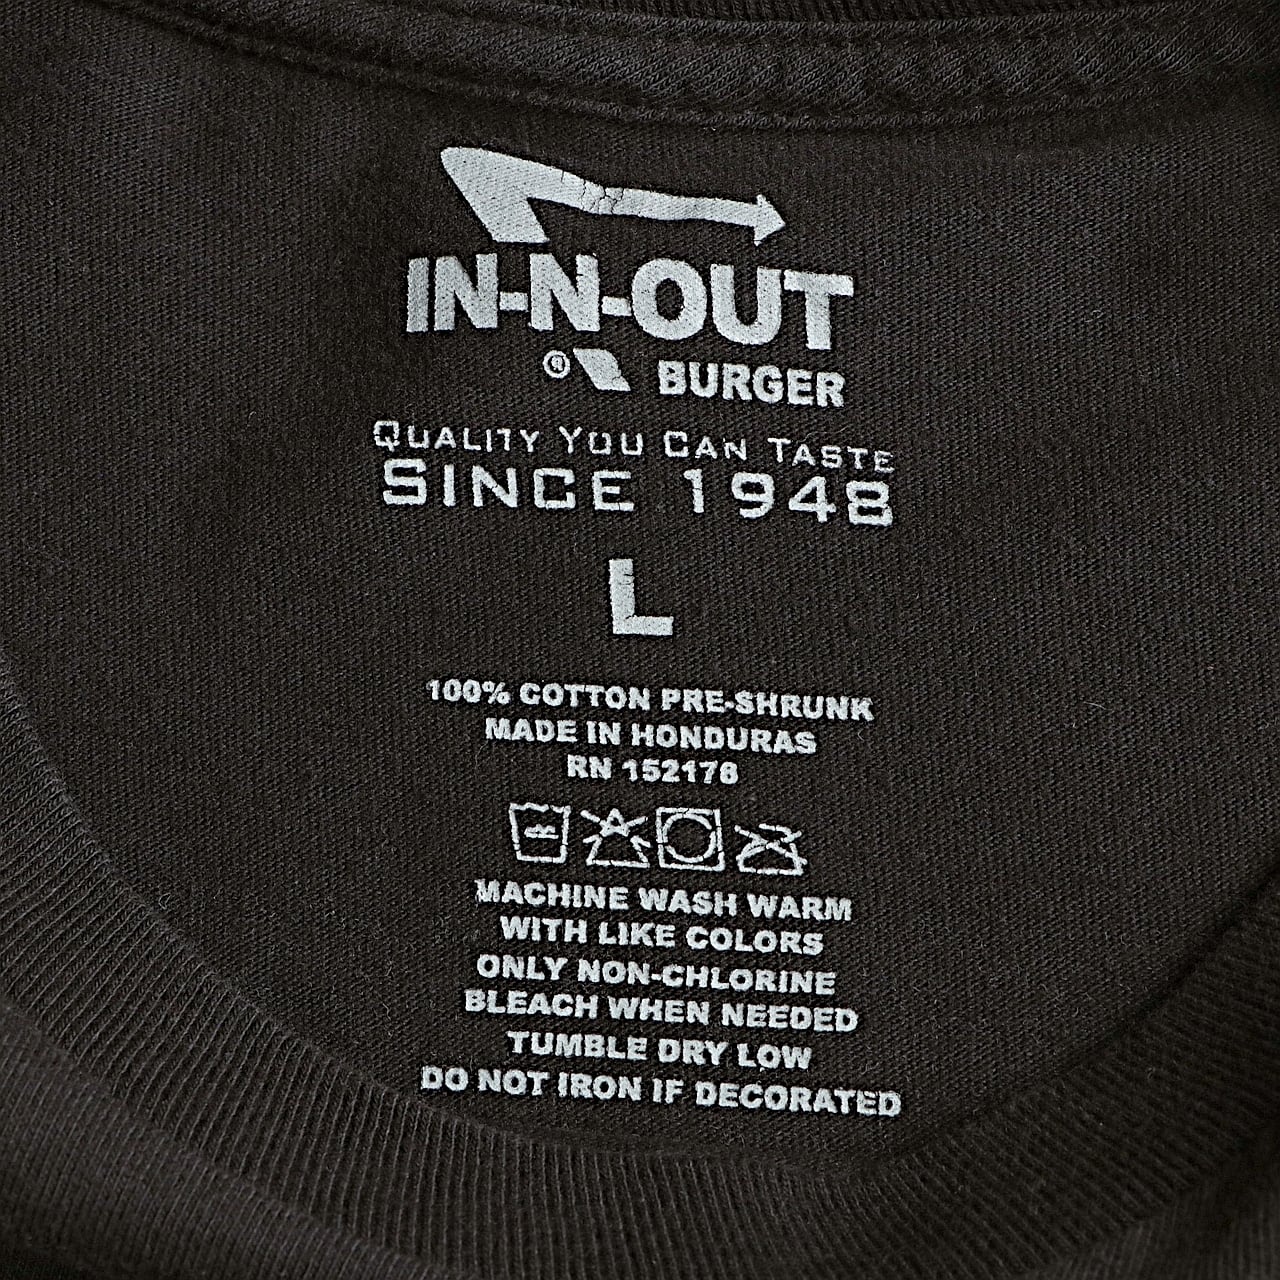 IN-N-OUT
® BURGER
QUALITY YOU CAN TASTE
SINCE 1948
L
100% COTTON PRE-SHRUNK
MADE IN HONDURAS
RN 152178
MACHINE WASH WARM
WITH LIKE COLORS
ONLY NON-CHLORINE
BLEACH WHEN NEEDED
TUMBLE DRY LOW
DO NOT IRON IF DECORATED